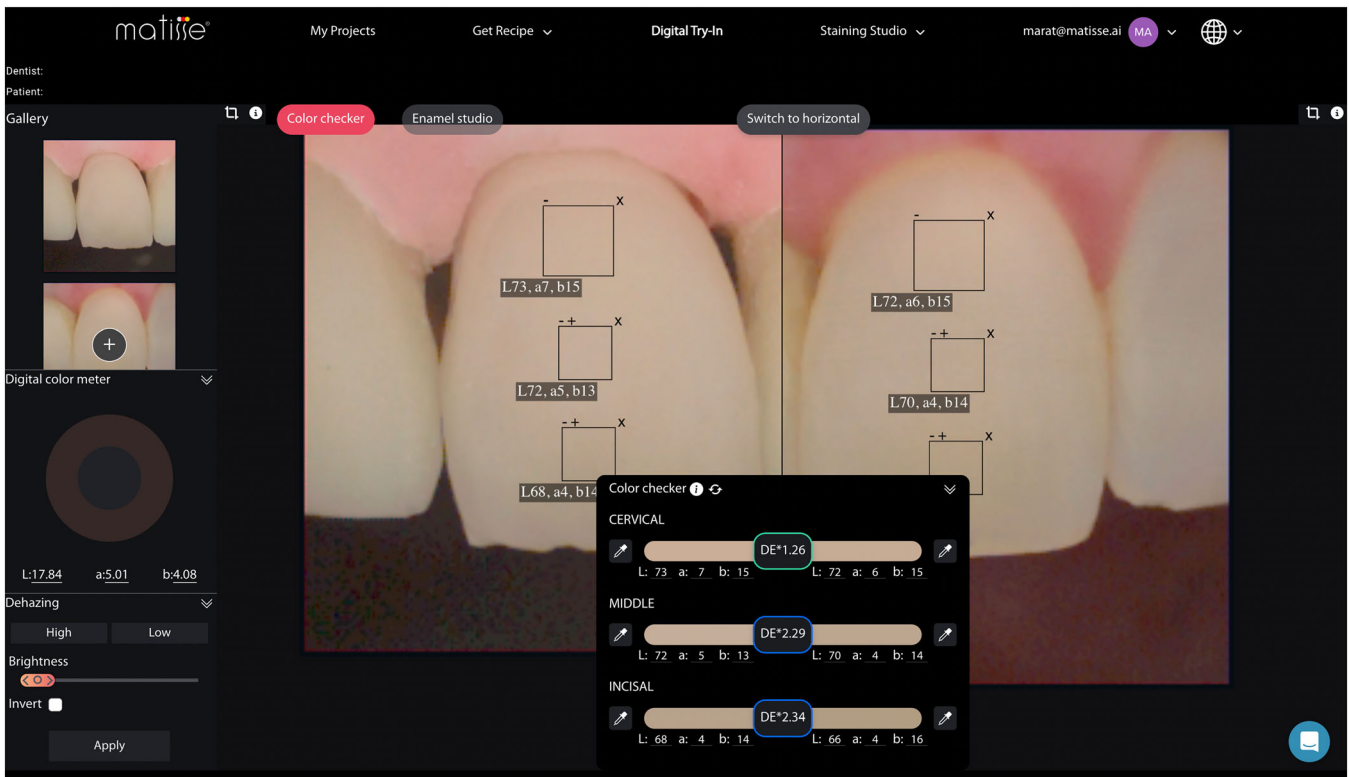 matisse
My Projects
Get Recipe
Digital Try-In
Staining Studio
marat@matisse.ai MA
Dentist:
Patient:
Gallery
Color checker
Enamel studio
Switch to horizontal
- x
L73, a7, b15
- + x
L72, a5, b13
- + x
L68, a4, b14
- x
L72, a6, b15
- + x
L70, a4, b14
- + x
+
Digital color meter
L:17.84 a:5.01 b:4.08
Dehazing
High Low
Brightness
Invert
Apply
Color checker
CERVICAL
DE*1.26
L: 73 a: 7 b: 15 L: 72 a: 6 b: 15
MIDDLE
DE*2.29
L: 72 a: 5 b: 13 L: 70 a: 4 b: 14
INCISAL
DE*2.34
L: 68 a: 4 b: 14 L: 66 a: 4 b: 16